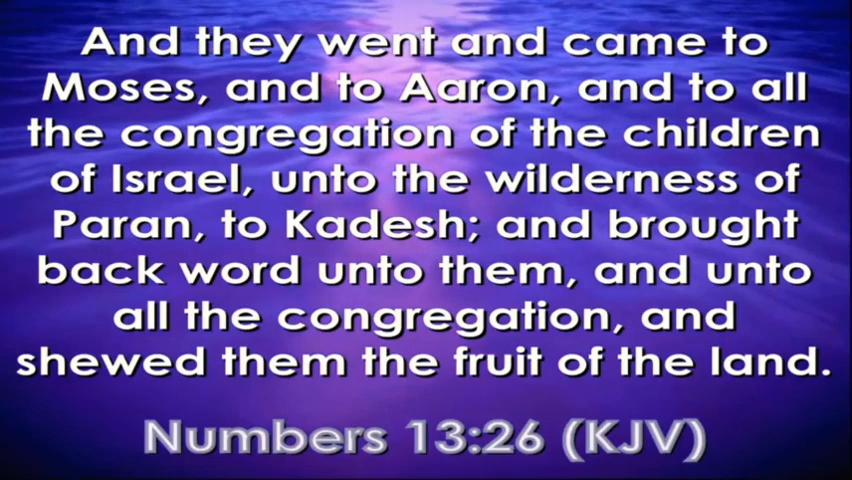 And they went and came to
Moses, and to Aaron, and to all
the congregation of the children
of Israel, unto the wilderness of
Paran, to Kadesh; and brought
back word unto them, and unto
all the congregation, and
shewed them the fruit of the land.
Numbers 13:26 (KJV)